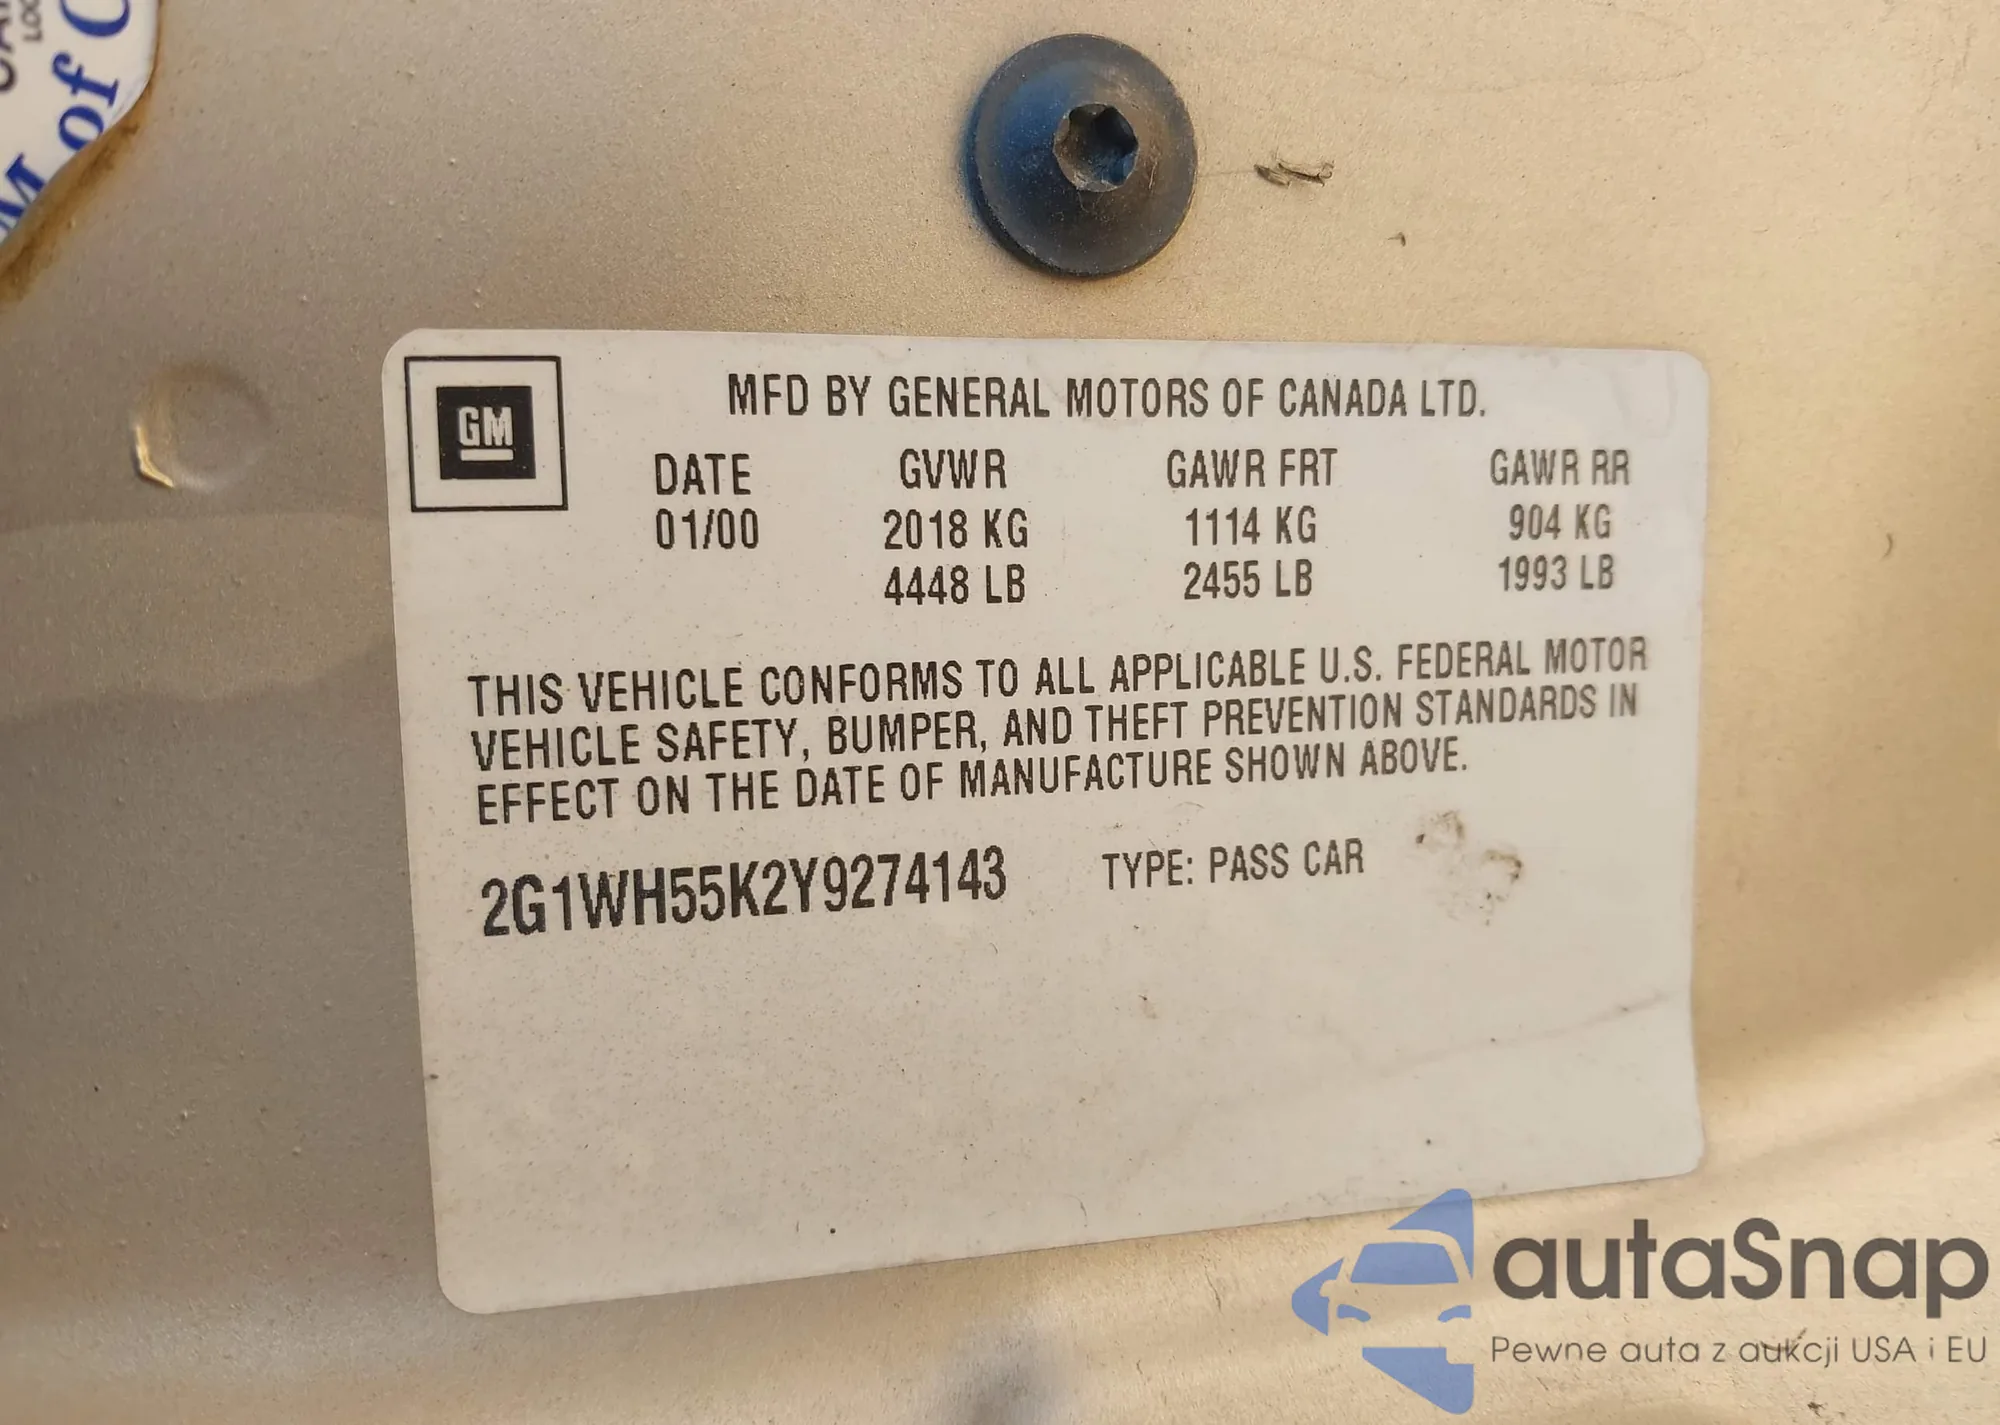 M of C
GM
MFD BY GENERAL MOTORS OF CANADA LTD.
DATE GVWR GAWR FRT GAWR RR
01/00 2018 KG 1114 KG 904 KG
4448 LB 2455 LB 1993 LB
THIS VEHICLE CONFORMS TO ALL APPLICABLE U.S. FEDERAL MOTOR
VEHICLE SAFETY, BUMPER, AND THEFT PREVENTION STANDARDS IN
EFFECT ON THE DATE OF MANUFACTURE SHOWN ABOVE.
2G1WH55K2Y9274143 TYPE: PASS CAR
autaSnap
Pewne auta z aukcji USA i EU